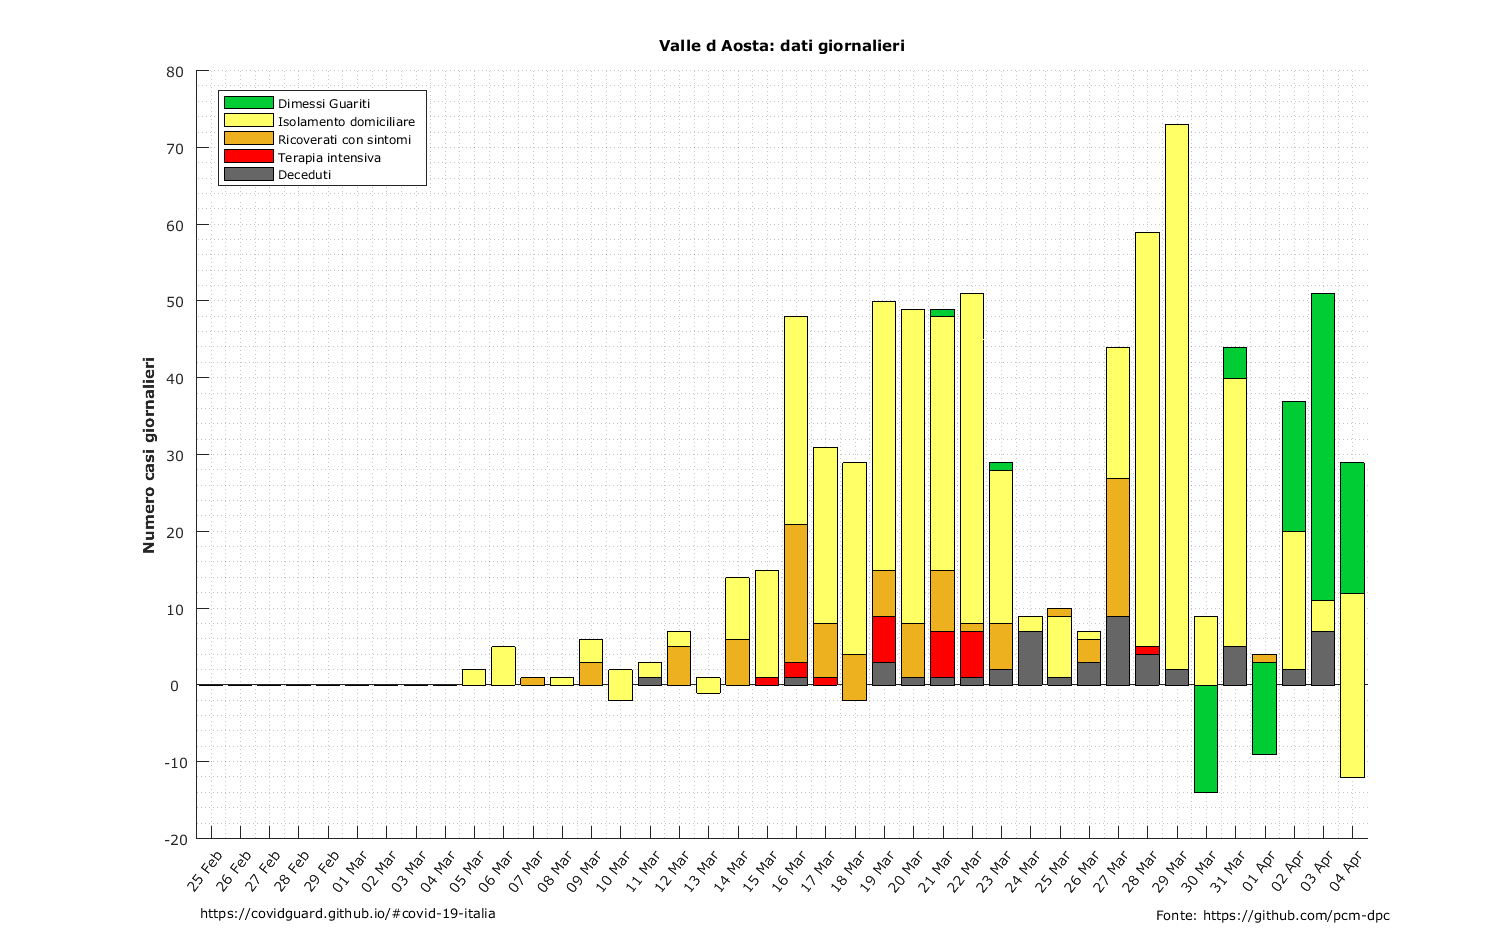 Valle d Aosta: dati giornalieri
80
70
60
50
40
30
20
10
0
-10
-20
Numero casi giornalieri
Dimessi Guariti
Isolamento domiciliare
Ricoverati con sintomi
Terapia intensiva
Deceduti
25 Feb
26 Feb
27 Feb
28 Feb
29 Feb
01 Mar
02 Mar
03 Mar
04 Mar
05 Mar
06 Mar
07 Mar
08 Mar
09 Mar
10 Mar
11 Mar
12 Mar
13 Mar
14 Mar
15 Mar
16 Mar
17 Mar
18 Mar
19 Mar
20 Mar
21 Mar
22 Mar
23 Mar
24 Mar
25 Mar
26 Mar
27 Mar
28 Mar
29 Mar
30 Mar
31 Mar
01 Apr
02 Apr
03 Apr
04 Apr
https://covidguard.github.io/#covid-19-italia
Fonte: https://github.com/pcm-dpc